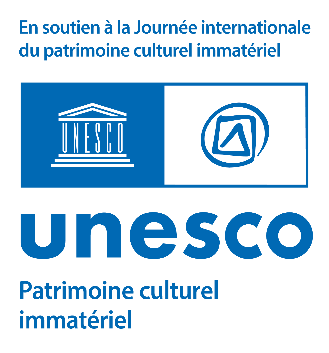 En soutien à la Journée internationale
du patrimoine culturel immatériel
UNESCO
unesco
Patrimoine culturel
immatériel